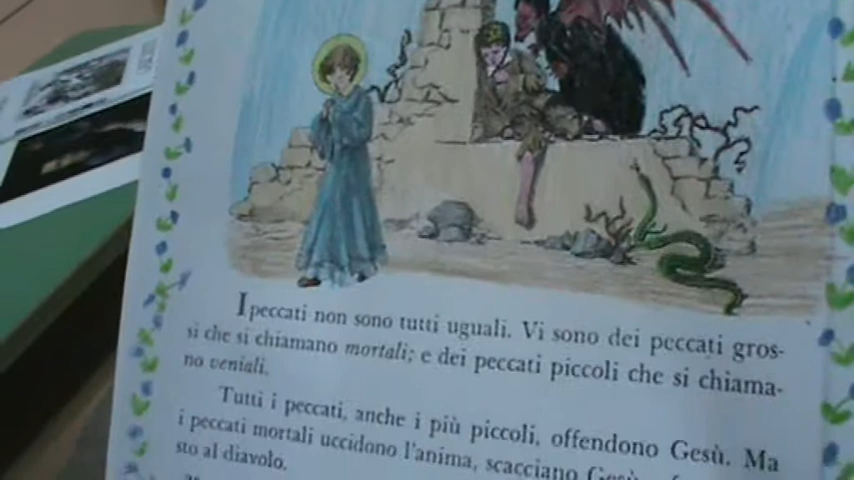 I peccati non sono tutti uguali. Vi sono dei peccati gros-
si che si chiamano mortali; e dei peccati piccoli che si chiama-
no veniali.
Tutti i peccati, anche i più piccoli, offendono Gesù. Ma
i peccati mortali uccidono l'anima, scacciano Gesù,
sto al diavolo.